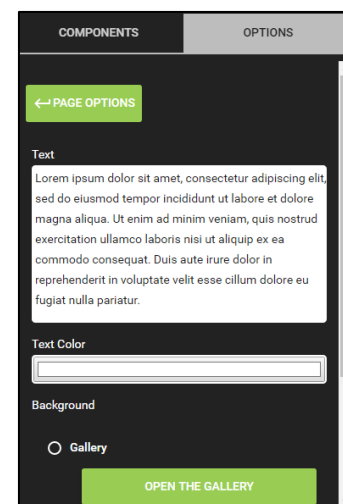 COMPONENTS OPTIONS
PAGE OPTIONS
Text
Lorem ipsum dolor sit amet, consectetur adipiscing elit,
sed do eiusmod tempor incididunt ut labore et dolore
magna aliqua. Ut enim ad minim veniam, quis nostrud
exercitation ullamco laboris nisi ut aliquip ex ea
commodo consequat. Duis aute irure dolor in
reprehenderit in voluptate velit esse cillum dolore eu
fugiat nulla pariatur.
Text Color
Background
Gallery
OPEN THE GALLERY